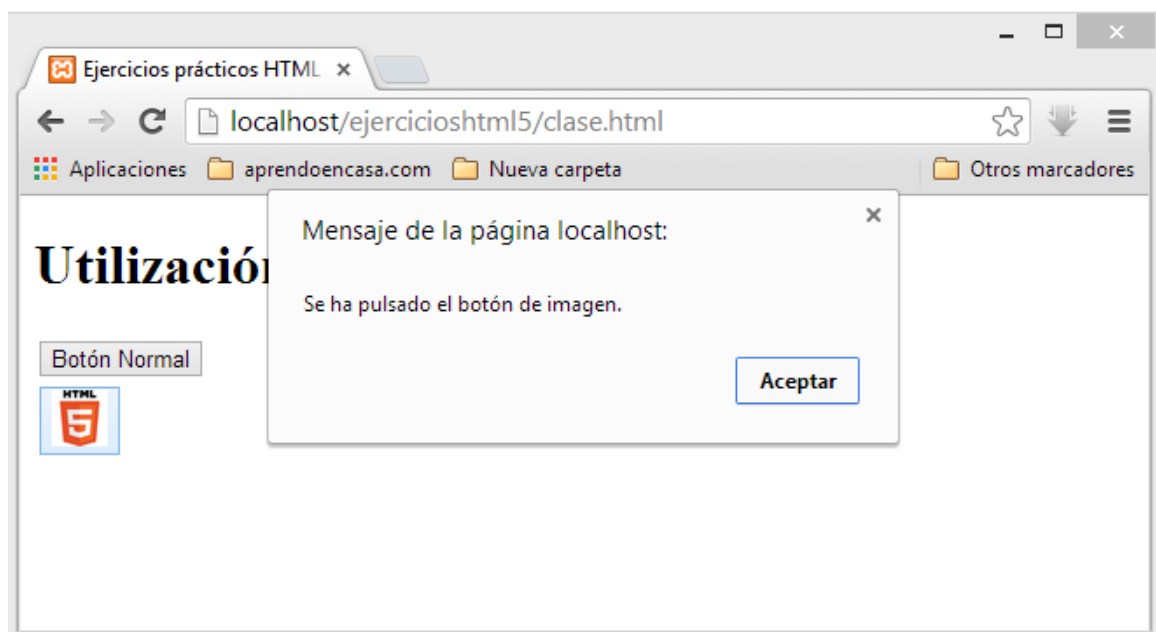 Ejercicios prácticos HTML
localhost/ejercicioshtml5/clase.html
Aplicaciones aprendoencasa.com Nueva carpeta Otros marcadores
Mensaje de la página localhost:
Utilización
Se ha pulsado el botón de imagen.
Botón Normal
Aceptar
HTML
5